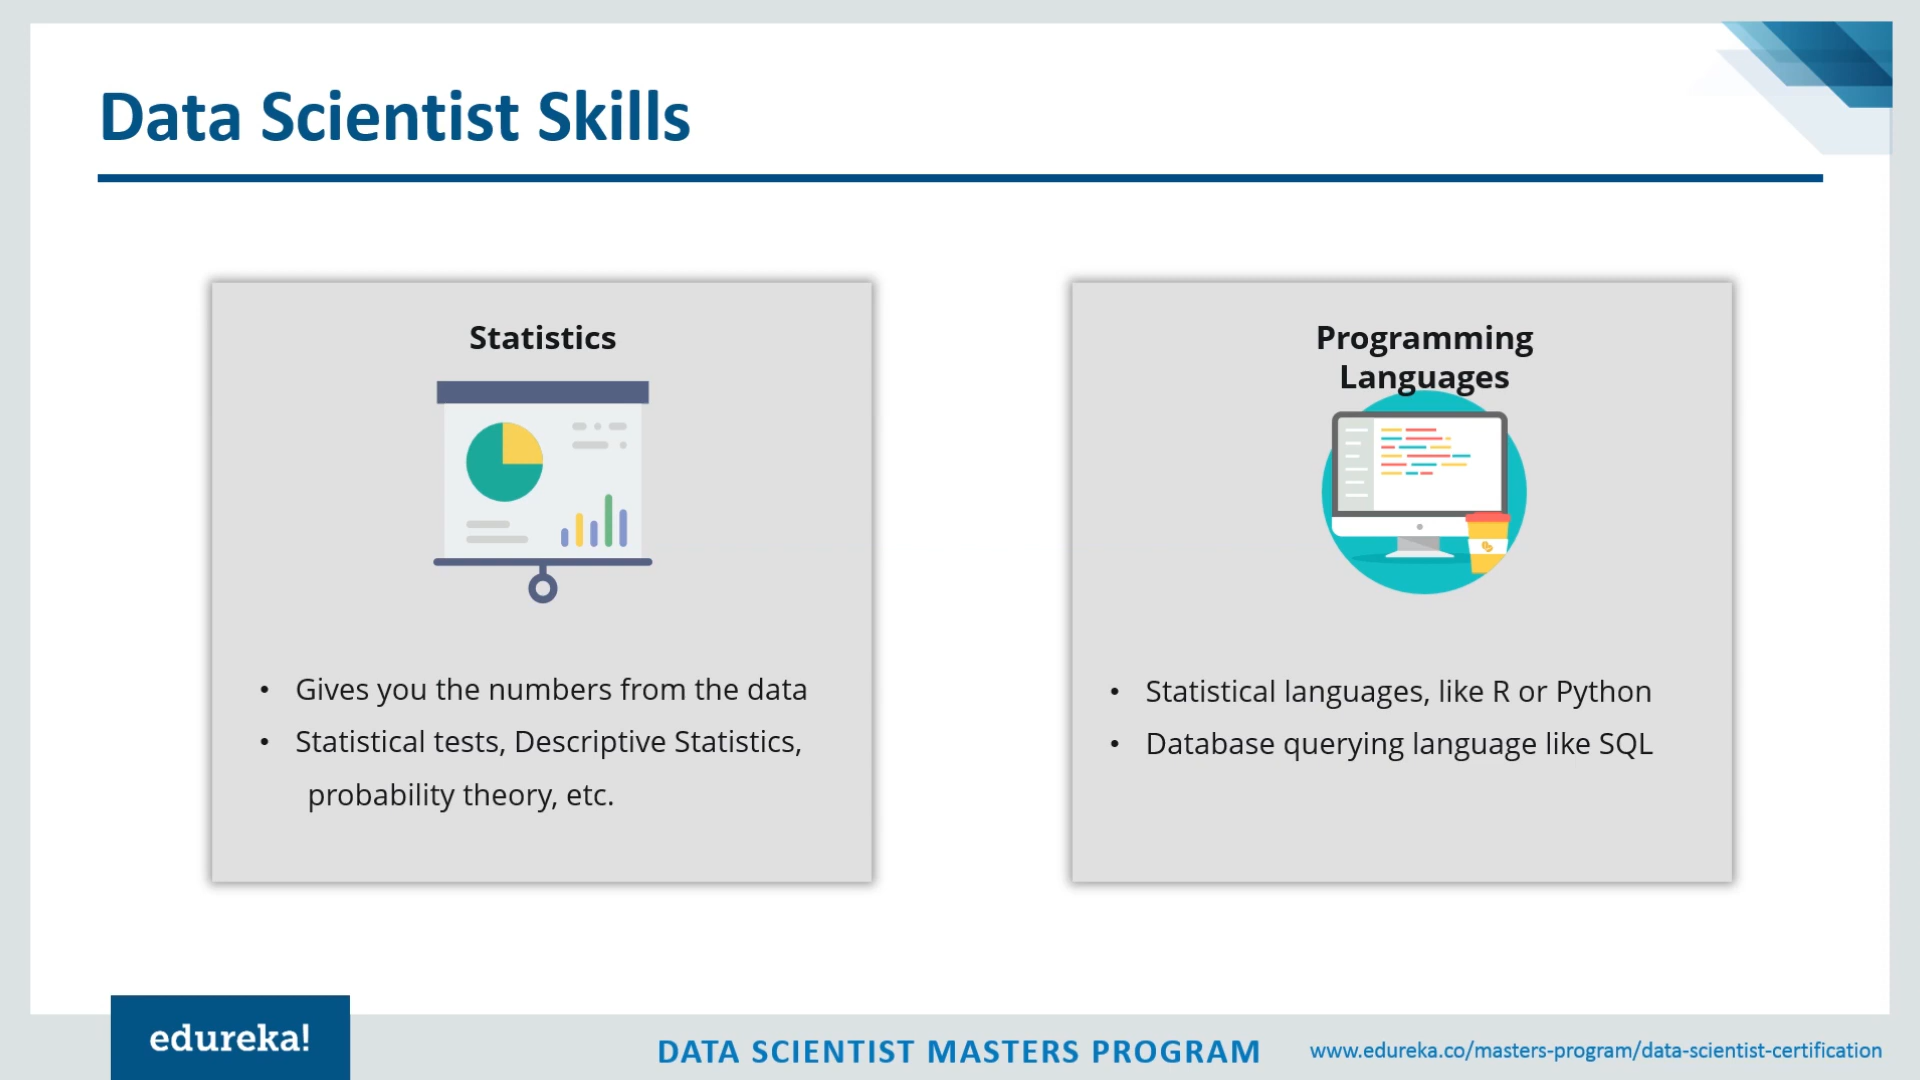 Data Scientist Skills
Statistics
• Gives you the numbers from the data
• Statistical tests, Descriptive Statistics,
probability theory, etc.
Programming
Languages
• Statistical languages, like R or Python
• Database querying language like SQL
edureka!
DATA SCIENTIST MASTERS PROGRAM
www.edureka.co/masters-program/data-scientist-certification